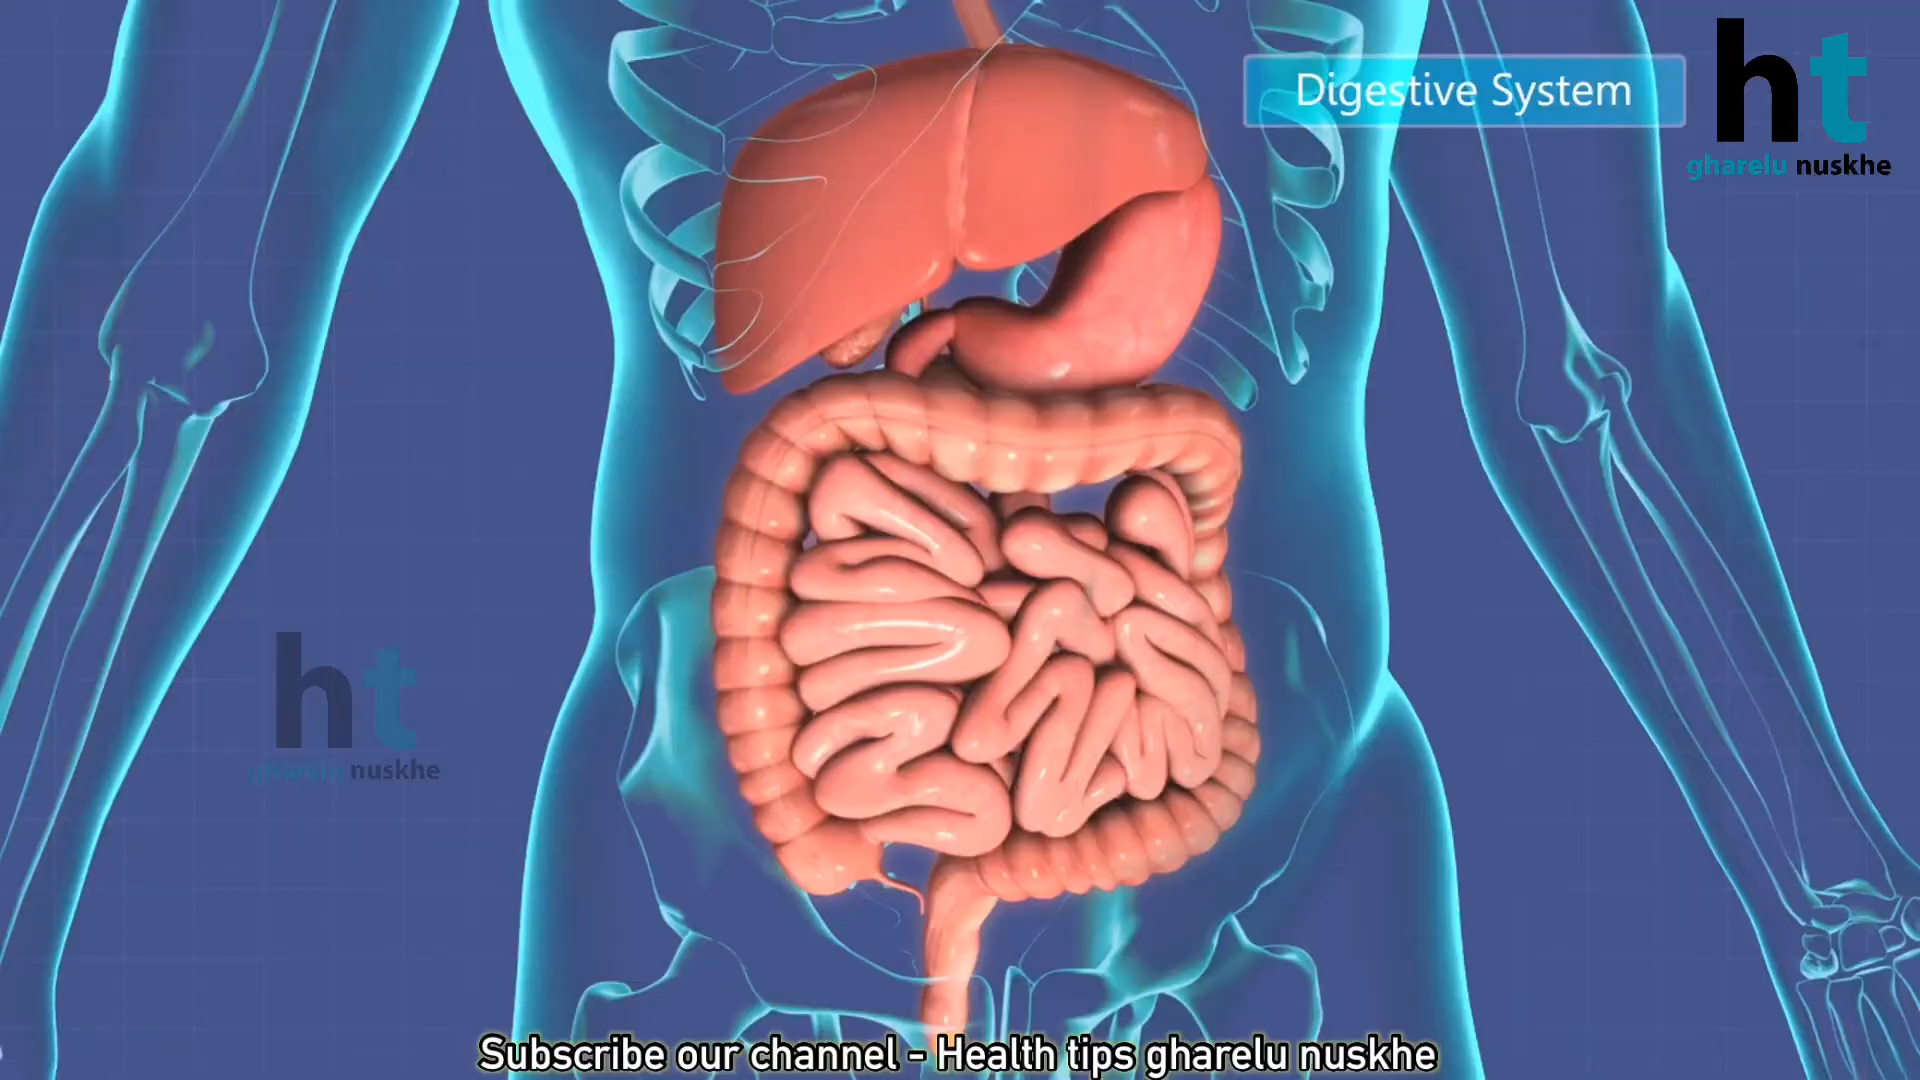 Digestive System
ht
gharelu nuskhe
ht
gharelu nuskhe
Subscribe our channel - Health tips gharelu nuskhe